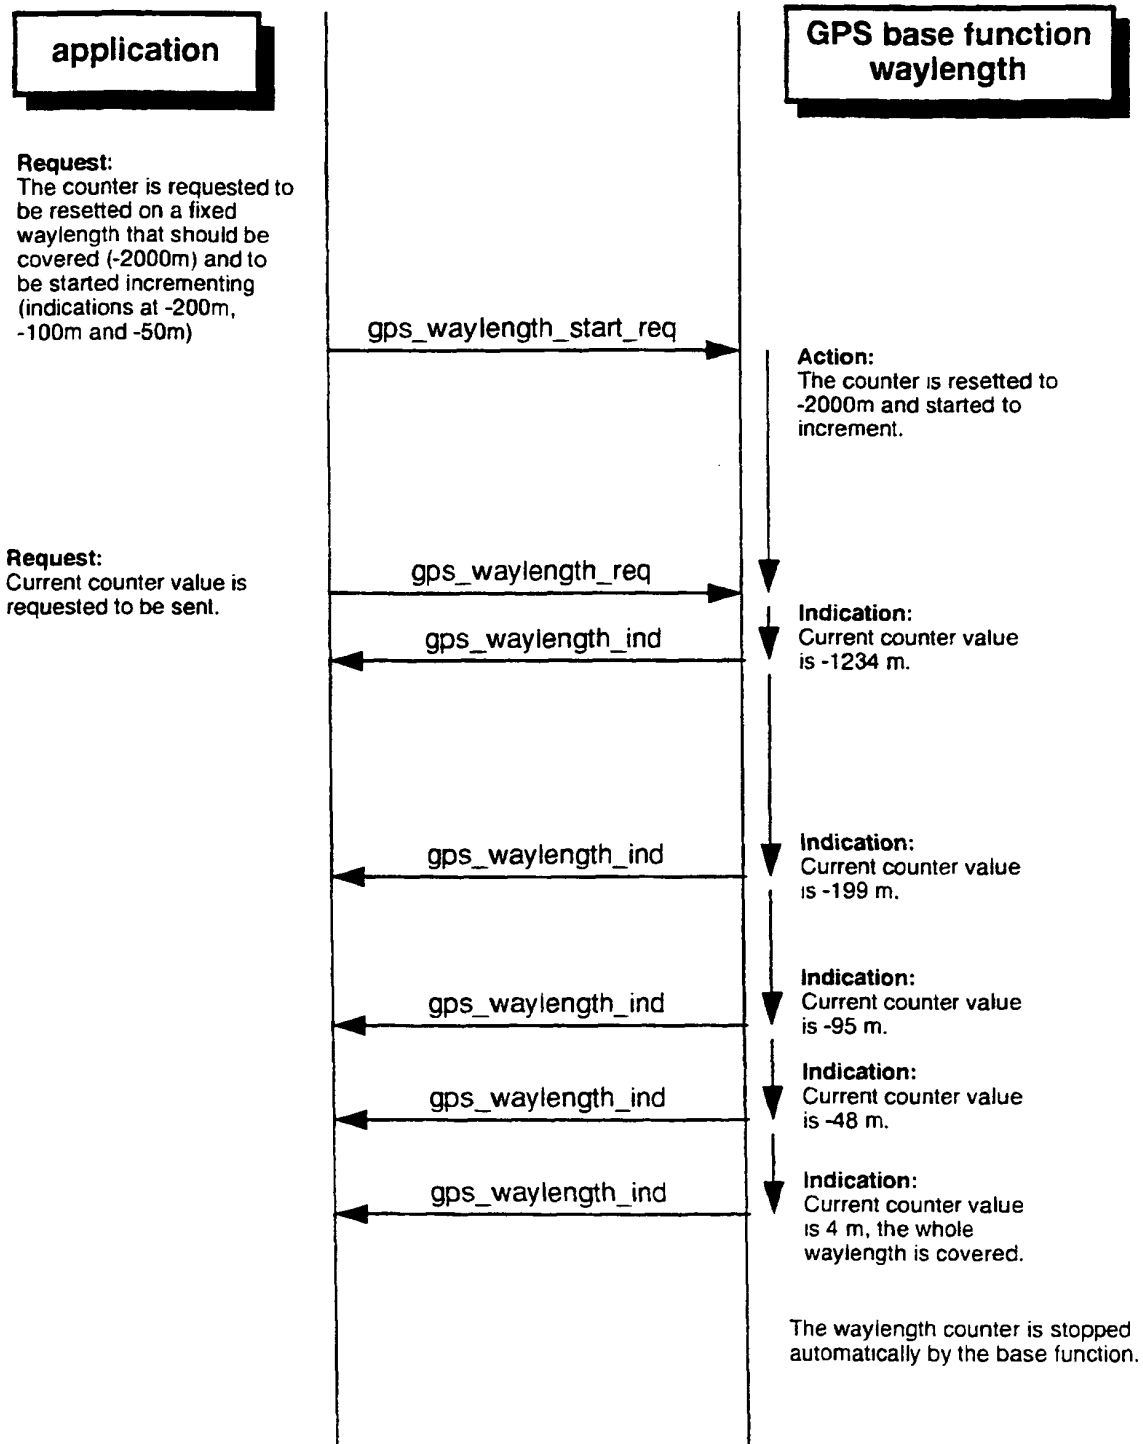 application
GPS base function
waylength
Request:
The counter is requested to
be resetted on a fixed
waylength that should be
covered (-2000m) and to
be started incrementing
(indications at -200m,
-100m and -50m)
gps_waylength_start_req
Action:
The counter is resetted to
-2000m and started to
increment.
Request:
Current counter value is
requested to be sent.
gps_waylength_req
Indication:
Current counter value
is -1234 m.
gps_waylength_ind
Indication:
Current counter value
is -199 m.
gps_waylength_ind
Indication:
Current counter value
is -95 m.
gps_waylength_ind
Indication:
Current counter value
is -48 m.
gps_waylength_ind
Indication:
Current counter value
is 4 m, the whole
waylength is covered.
gps_waylength_ind
The waylength counter is stopped
automatically by the base function.